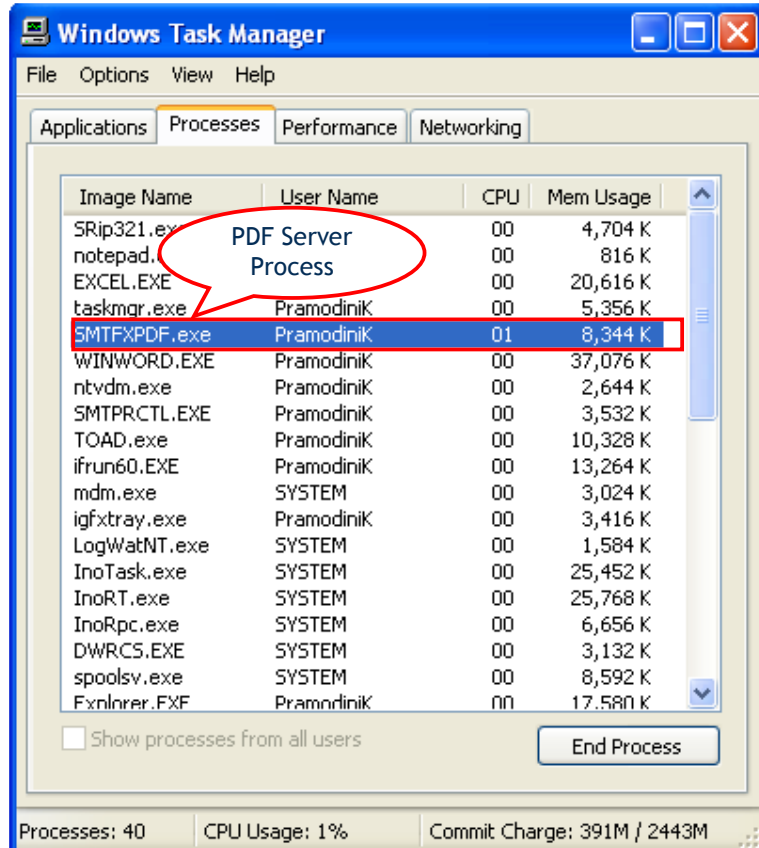 Windows Task Manager
File Options View Help
Applications Processes Performance Networking
Image Name User Name CPU Mem Usage
SRip321.exe 00 4,704 K
PDF Server
notepad. 00 816 K
Process
EXCEL.EXE 00 20,616 K
taskmgr.exe PramodiniK 00 5,356 K
SMTFXPDF.exe PramodiniK 01 8,344 K
WINWORD.EXE PramodiniK 00 37,076 K
ntvdm.exe PramodiniK 00 2,644 K
SMTPRCTL.EXE PramodiniK 00 3,532 K
TOAD.exe PramodiniK 00 10,328 K
ifrun60.EXE PramodiniK 00 13,264 K
mdm.exe SYSTEM 00 3,024 K
igfxtray.exe PramodiniK 00 3,416 K
LogWatNT.exe SYSTEM 00 1,584 K
InoTask.exe SYSTEM 00 25,452 K
InoRT.exe SYSTEM 00 25,768 K
InoRpc.exe SYSTEM 00 6,656 K
DWRCS.EXE SYSTEM 00 3,132 K
spoolsv.exe SYSTEM 00 8,592 K
Explorer.EXE PramodiniK 00 17,580 K
Show processes from all users
End Process
Processes: 40 CPU Usage: 1% Commit Charge: 391M / 2443M